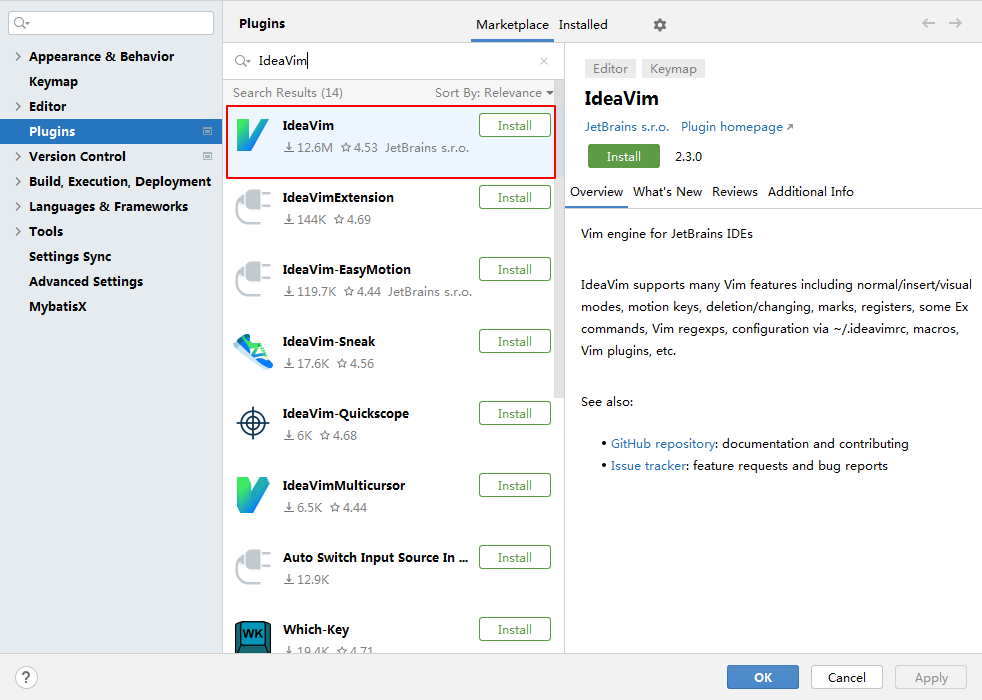 Appearance & Behavior
Keymap
Editor
Plugins
Version Control
Build, Execution, Deployment
Languages & Frameworks
Tools
Settings Sync
Advanced Settings
MybatisX
Plugins
Marketplace Installed
IdeaVim
Search Results (14) Sort By: Relevance
IdeaVim Install
12.6M 4.53 JetBrains s.r.o.
IdeaVimExtension Install
144K 4.69
IdeaVim-EasyMotion Install
119.7K 4.44 JetBrains s.r.o.
IdeaVim-Sneak Install
17.6K 4.56
IdeaVim-Quickscope Install
6K 4.68
IdeaVimMulticursor Install
6.5K 4.44
Auto Switch Input Source In ... Install
12.9K
WK
Which-Key Install
19.4K 4.71
Editor Keymap
IdeaVim
JetBrains s.r.o. Plugin homepage
Install 2.3.0
Overview What's New Reviews Additional Info
Vim engine for JetBrains IDEs
IdeaVim supports many Vim features including normal/insert/visual
modes, motion keys, deletion/changing, marks, registers, some Ex
commands, Vim regexps, configuration via ~/.ideavimrc, macros,
Vim plugins, etc.
See also:
• GitHub repository: documentation and contributing
• Issue tracker: feature requests and bug reports
? OK Cancel Apply